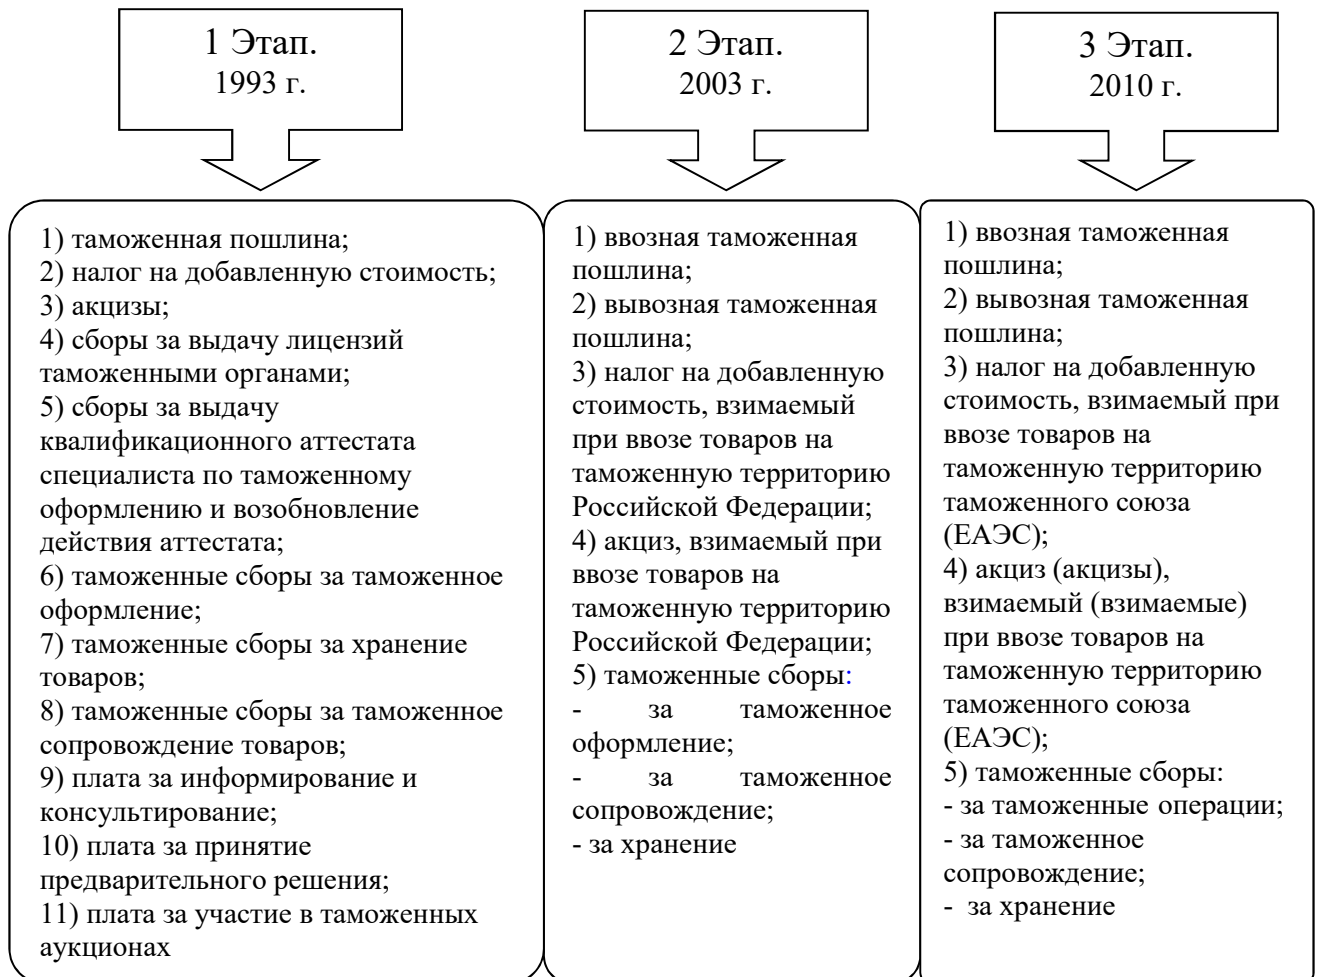 1 Этап.
1993 г.
1) таможенная пошлина;
2) налог на добавленную стоимость;
3) акцизы;
4) сборы за выдачу лицензий
таможенными органами;
5) сборы за выдачу
квалификационного аттестата
специалиста по таможенному
оформлению и возобновление
действия аттестата;
6) таможенные сборы за таможенное
оформление;
7) таможенные сборы за хранение
товаров;
8) таможенные сборы за таможенное
сопровождение товаров;
9) плата за информирование и
консультирование;
10) плата за принятие
предварительного решения;
11) плата за участие в таможенных
аукционах
2 Этап.
2003 г.
1) ввозная таможенная
пошлина;
2) вывозная таможенная
пошлина;
3) налог на добавленную
стоимость, взимаемый
при ввозе товаров на
таможенную территорию
Российской Федерации;
4) акциз, взимаемый при
ввозе товаров на
таможенную территорию
Российской Федерации;
5) таможенные сборы:
- за таможенное
оформление;
- за таможенное
сопровождение;
- за хранение
3 Этап.
2010 г.
1) ввозная таможенная
пошлина;
2) вывозная таможенная
пошлина;
3) налог на добавленную
стоимость, взимаемый при
ввозе товаров на
таможенную территорию
таможенного союза
(ЕАЭС);
4) акциз (акцизы),
взимаемый (взимаемые)
при ввозе товаров на
таможенную территорию
таможенного союза
(ЕАЭС);
5) таможенные сборы:
- за таможенные операции;
- за таможенное
сопровождение;
- за хранение